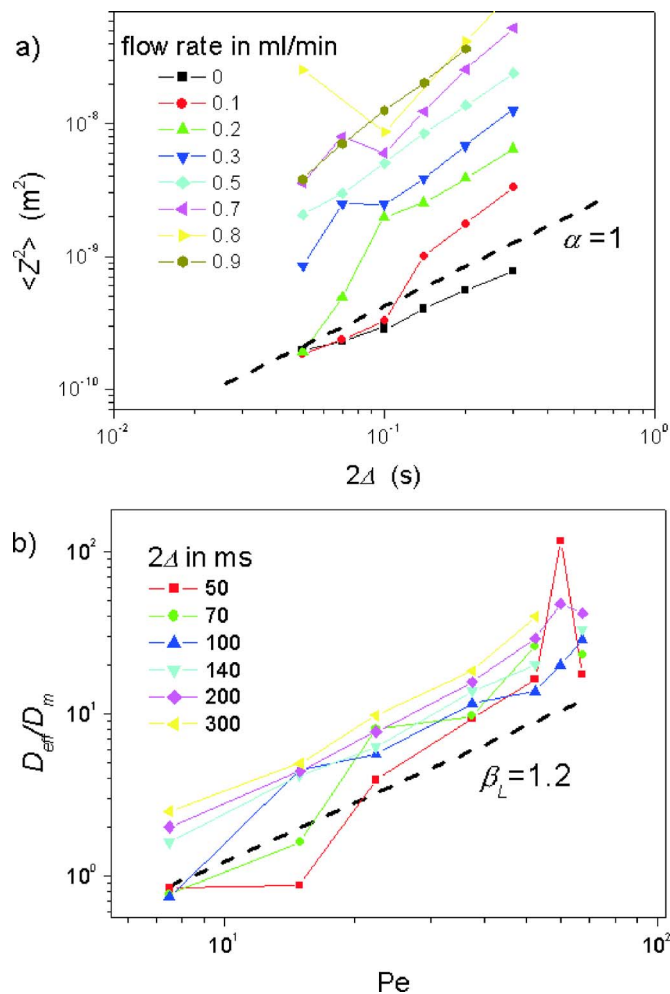 a)
flow rate in ml/min
0
0.1
0.2
0.3
0.5
0.7
0.8
0.9
α=1
10⁻⁸
10⁻⁹
10⁻¹⁰
<Z²> (m²)
10⁻² 10⁻¹ 10⁰
2Δ (s)
b)
2Δ in ms
50
70
100
140
200
300
β_L=1.2
10²
10¹
10⁰
D_eff/D_m
10¹ 10²
Pe